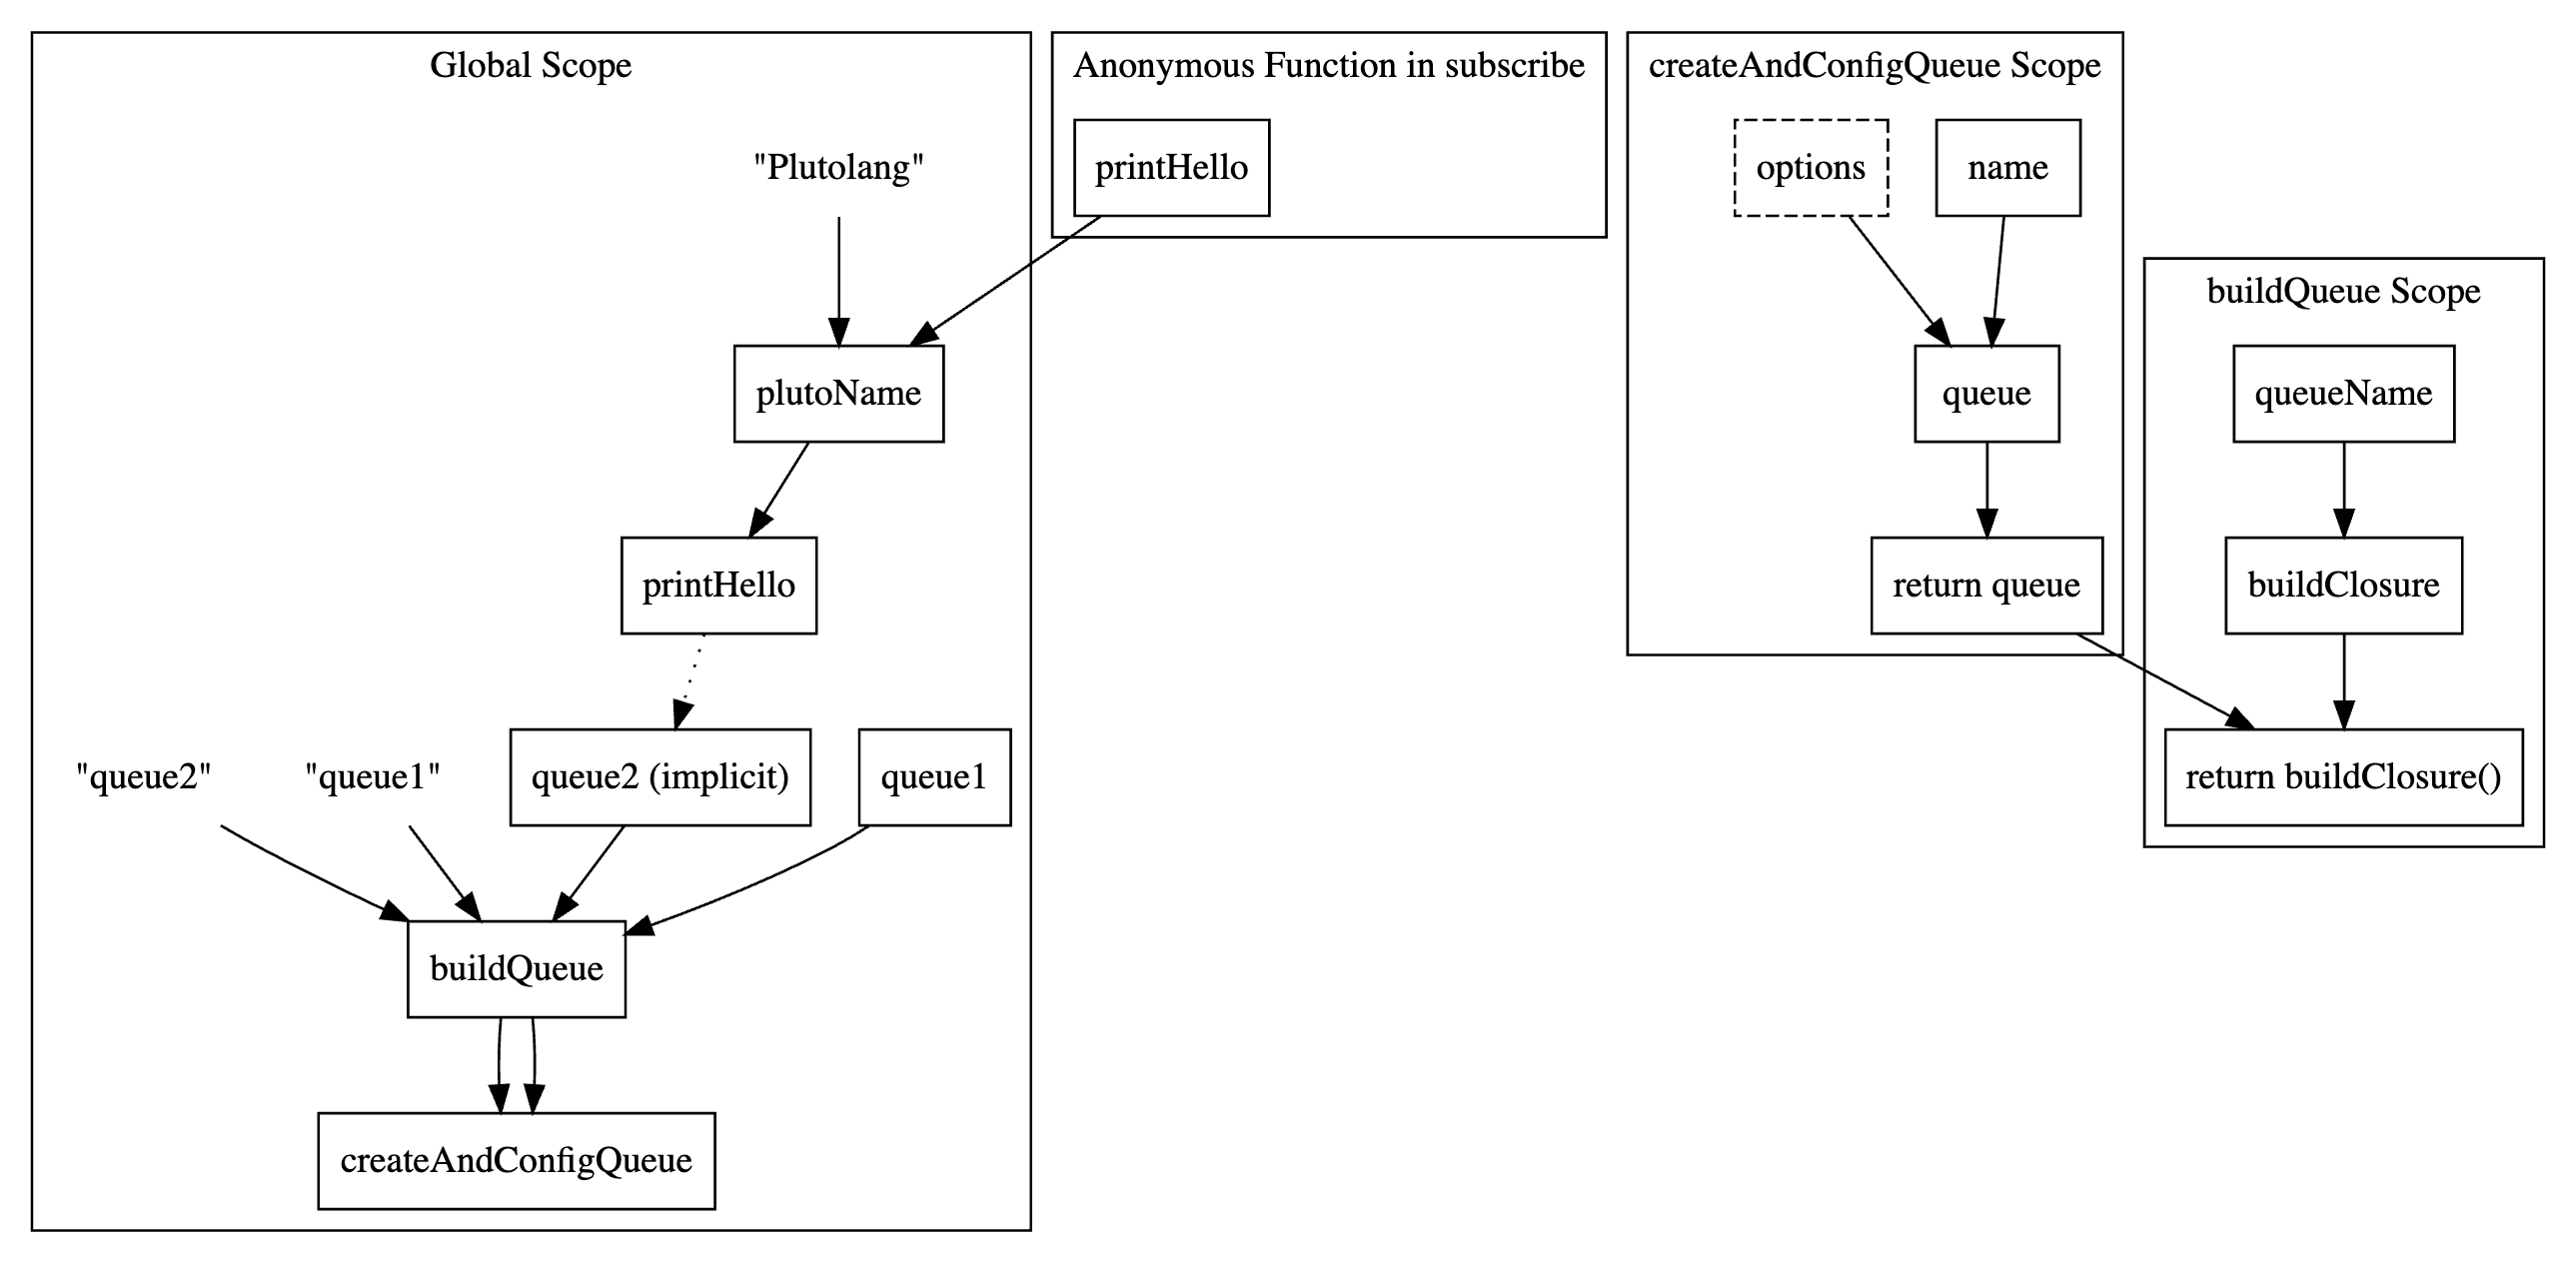 Global Scope
"Plutolang"
plutoName
printHello
"queue2"
"queue1"
queue2 (implicit)
queue1
buildQueue
createAndConfigQueue
Anonymous Function in subscribe
printHello
createAndConfigQueue Scope
options
name
queue
return queue
buildQueue Scope
queueName
buildClosure
return buildClosure()